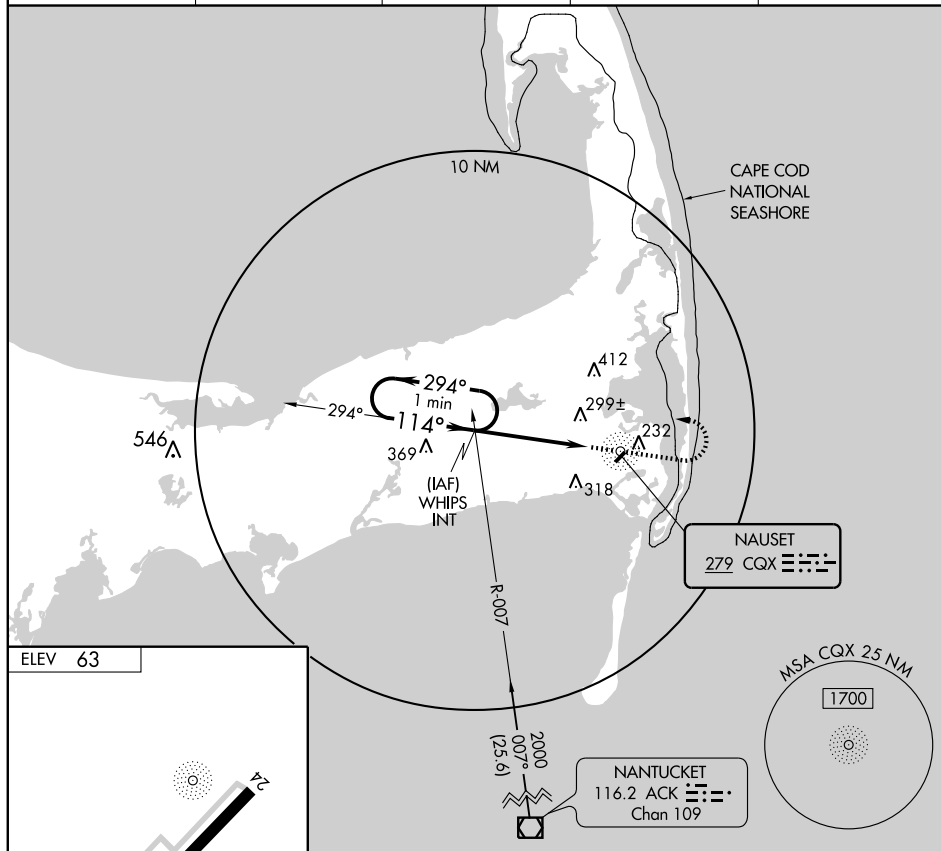 10 NM
CAPE COD
NATIONAL
SEASHORE
412
294°
1 min
294°
114°
299±
546
369
232
(IAF)
WHIPS
INT
318
NAUSET
279 CQX
R-007
ELEV 63
MSA CQX 25 NM
1700
2000
007°
(25.6)
24
NANTUCKET
116.2 ACK
Chan 109